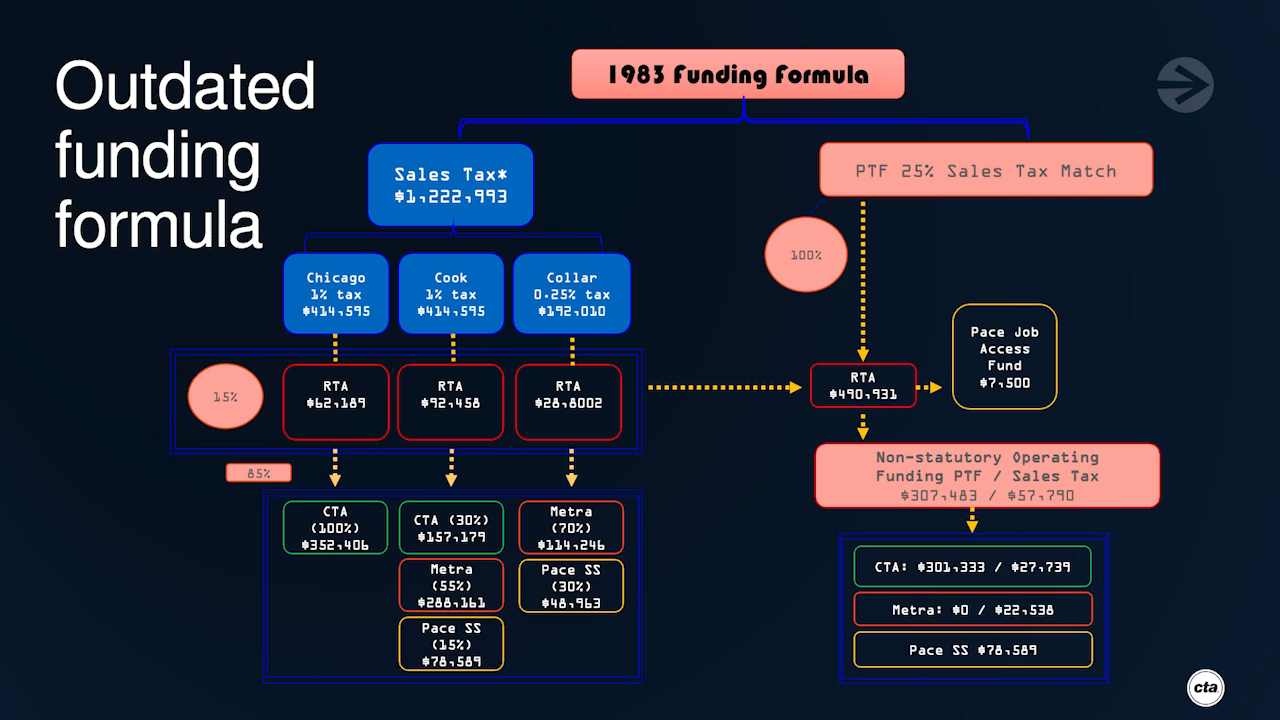 Outdated
funding
formula
1983 Funding Formula
Sales Tax*
$1,222,993
PTF 25% Sales Tax Match
100%
Chicago
1% tax
$414,595
Cook
1% tax
$414,595
Collar
0.25% tax
$192,010
15%
RTA
$62,189
RTA
$92,458
RTA
$28,8002
RTA
$490,931
Pace Job
Access
Fund
$7,500
85%
CTA
(100%)
$352,406
CTA (30%)
$157,179
Metra
(55%)
$288,161
Pace SS
(15%)
$78,589
Metra
(70%)
$114,246
Pace SS
(30%)
$48,963
Non-statutory Operating
Funding PTF / Sales Tax
$307,483 / $57,790
CTA: $301,333 / $27,739
Metra: $0 / $22,538
Pace SS $78,589
cta